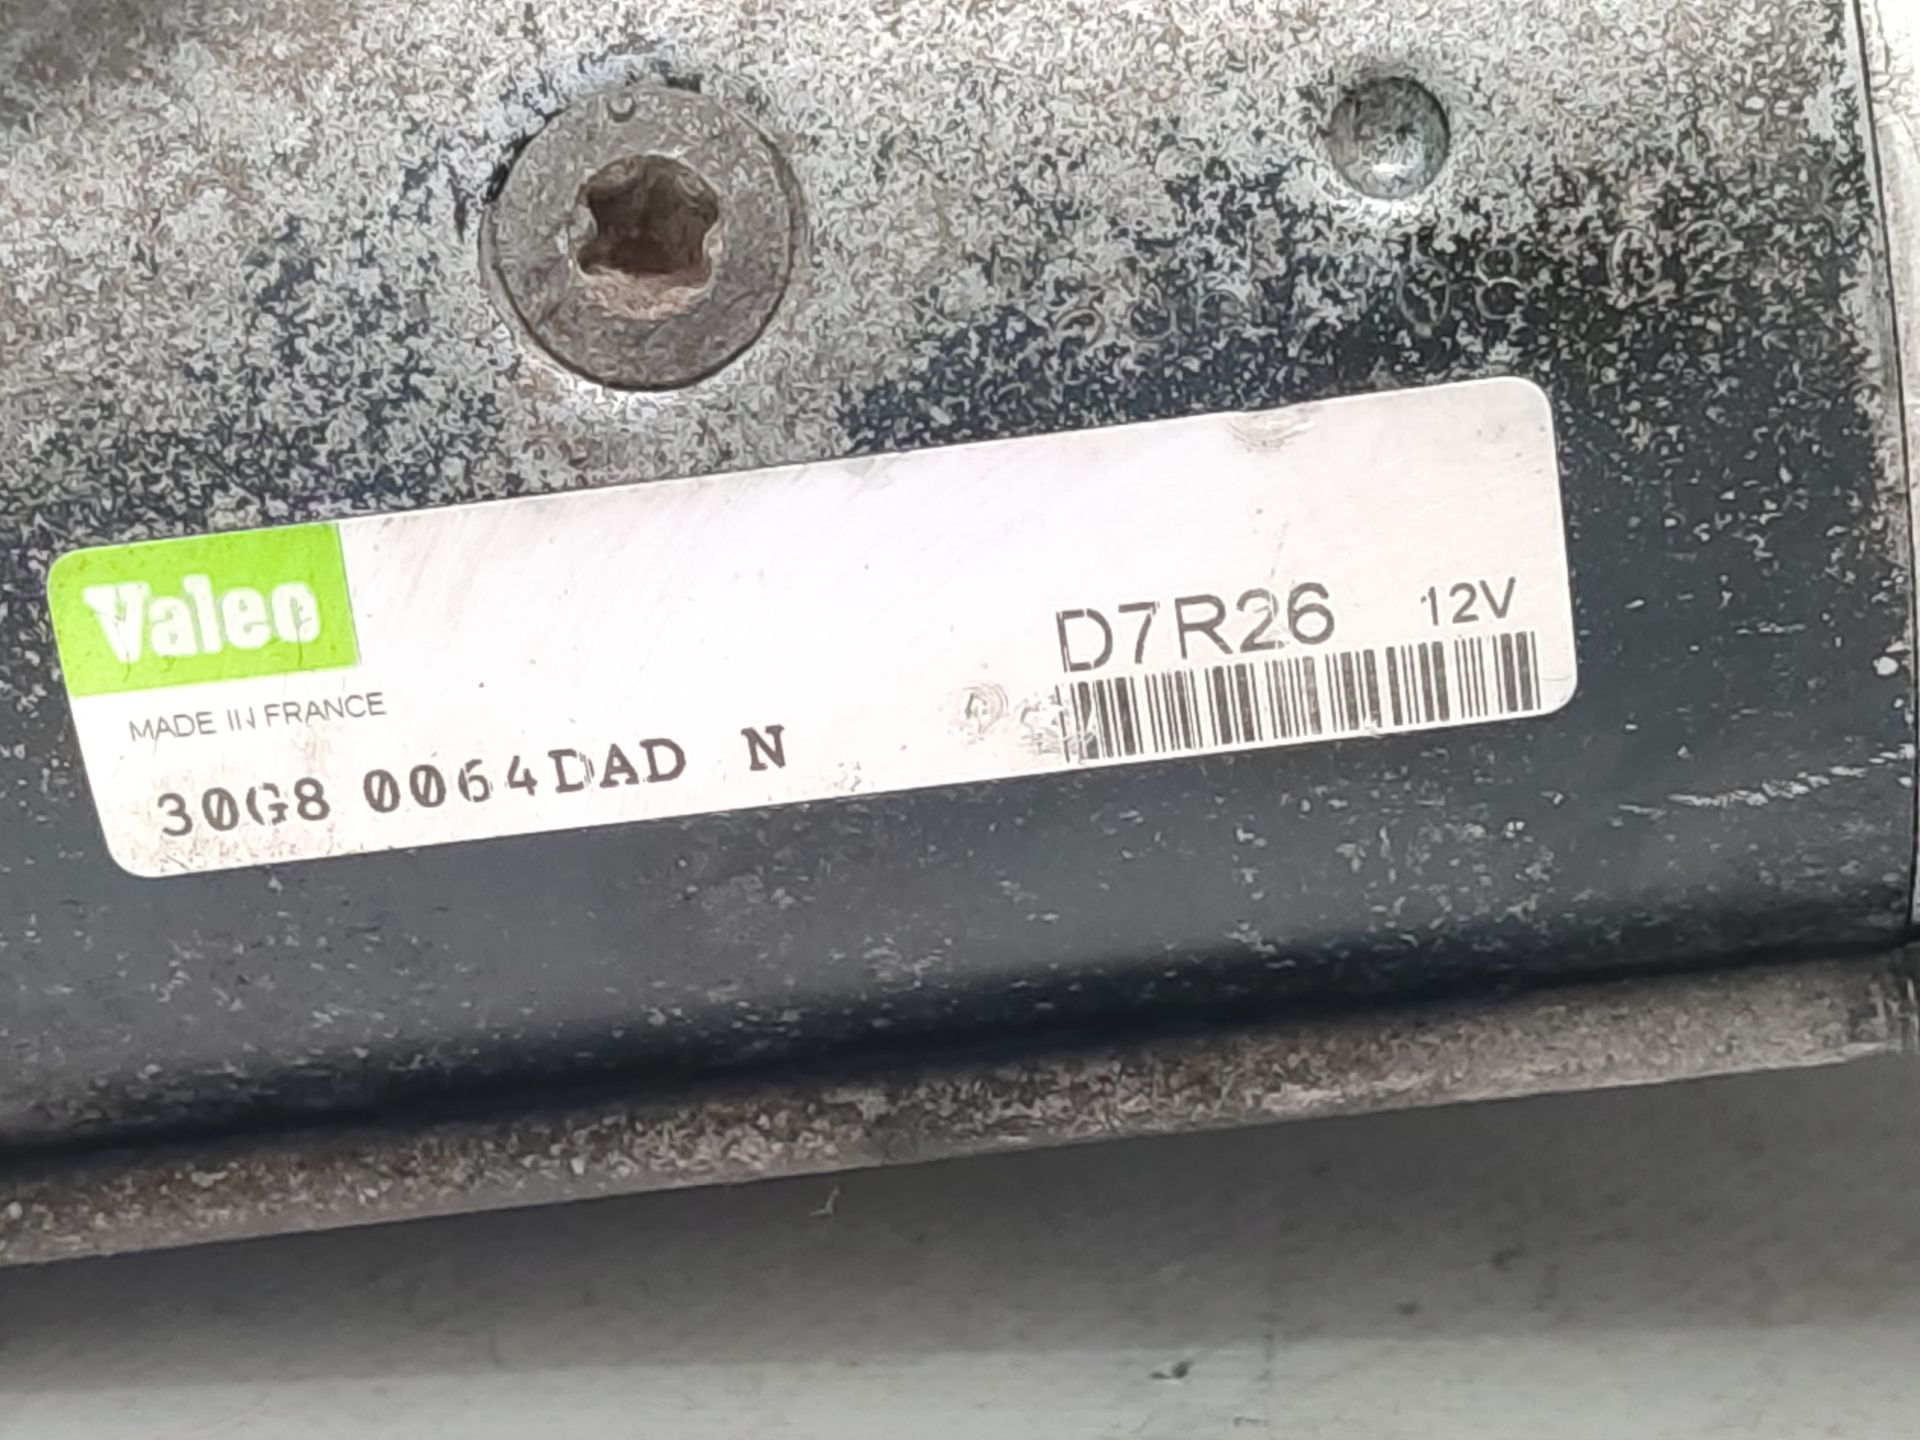 Valeo
MADE IN FRANCE
D7R26 12V
30G8 0064DAD N